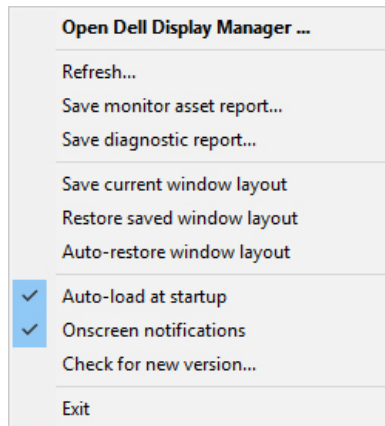 Open Dell Display Manager ...
Refresh...
Save monitor asset report...
Save diagnostic report...
Save current window layout
Restore saved window layout
Auto-restore window layout
Auto-load at startup
Onscreen notifications
Check for new version...
Exit